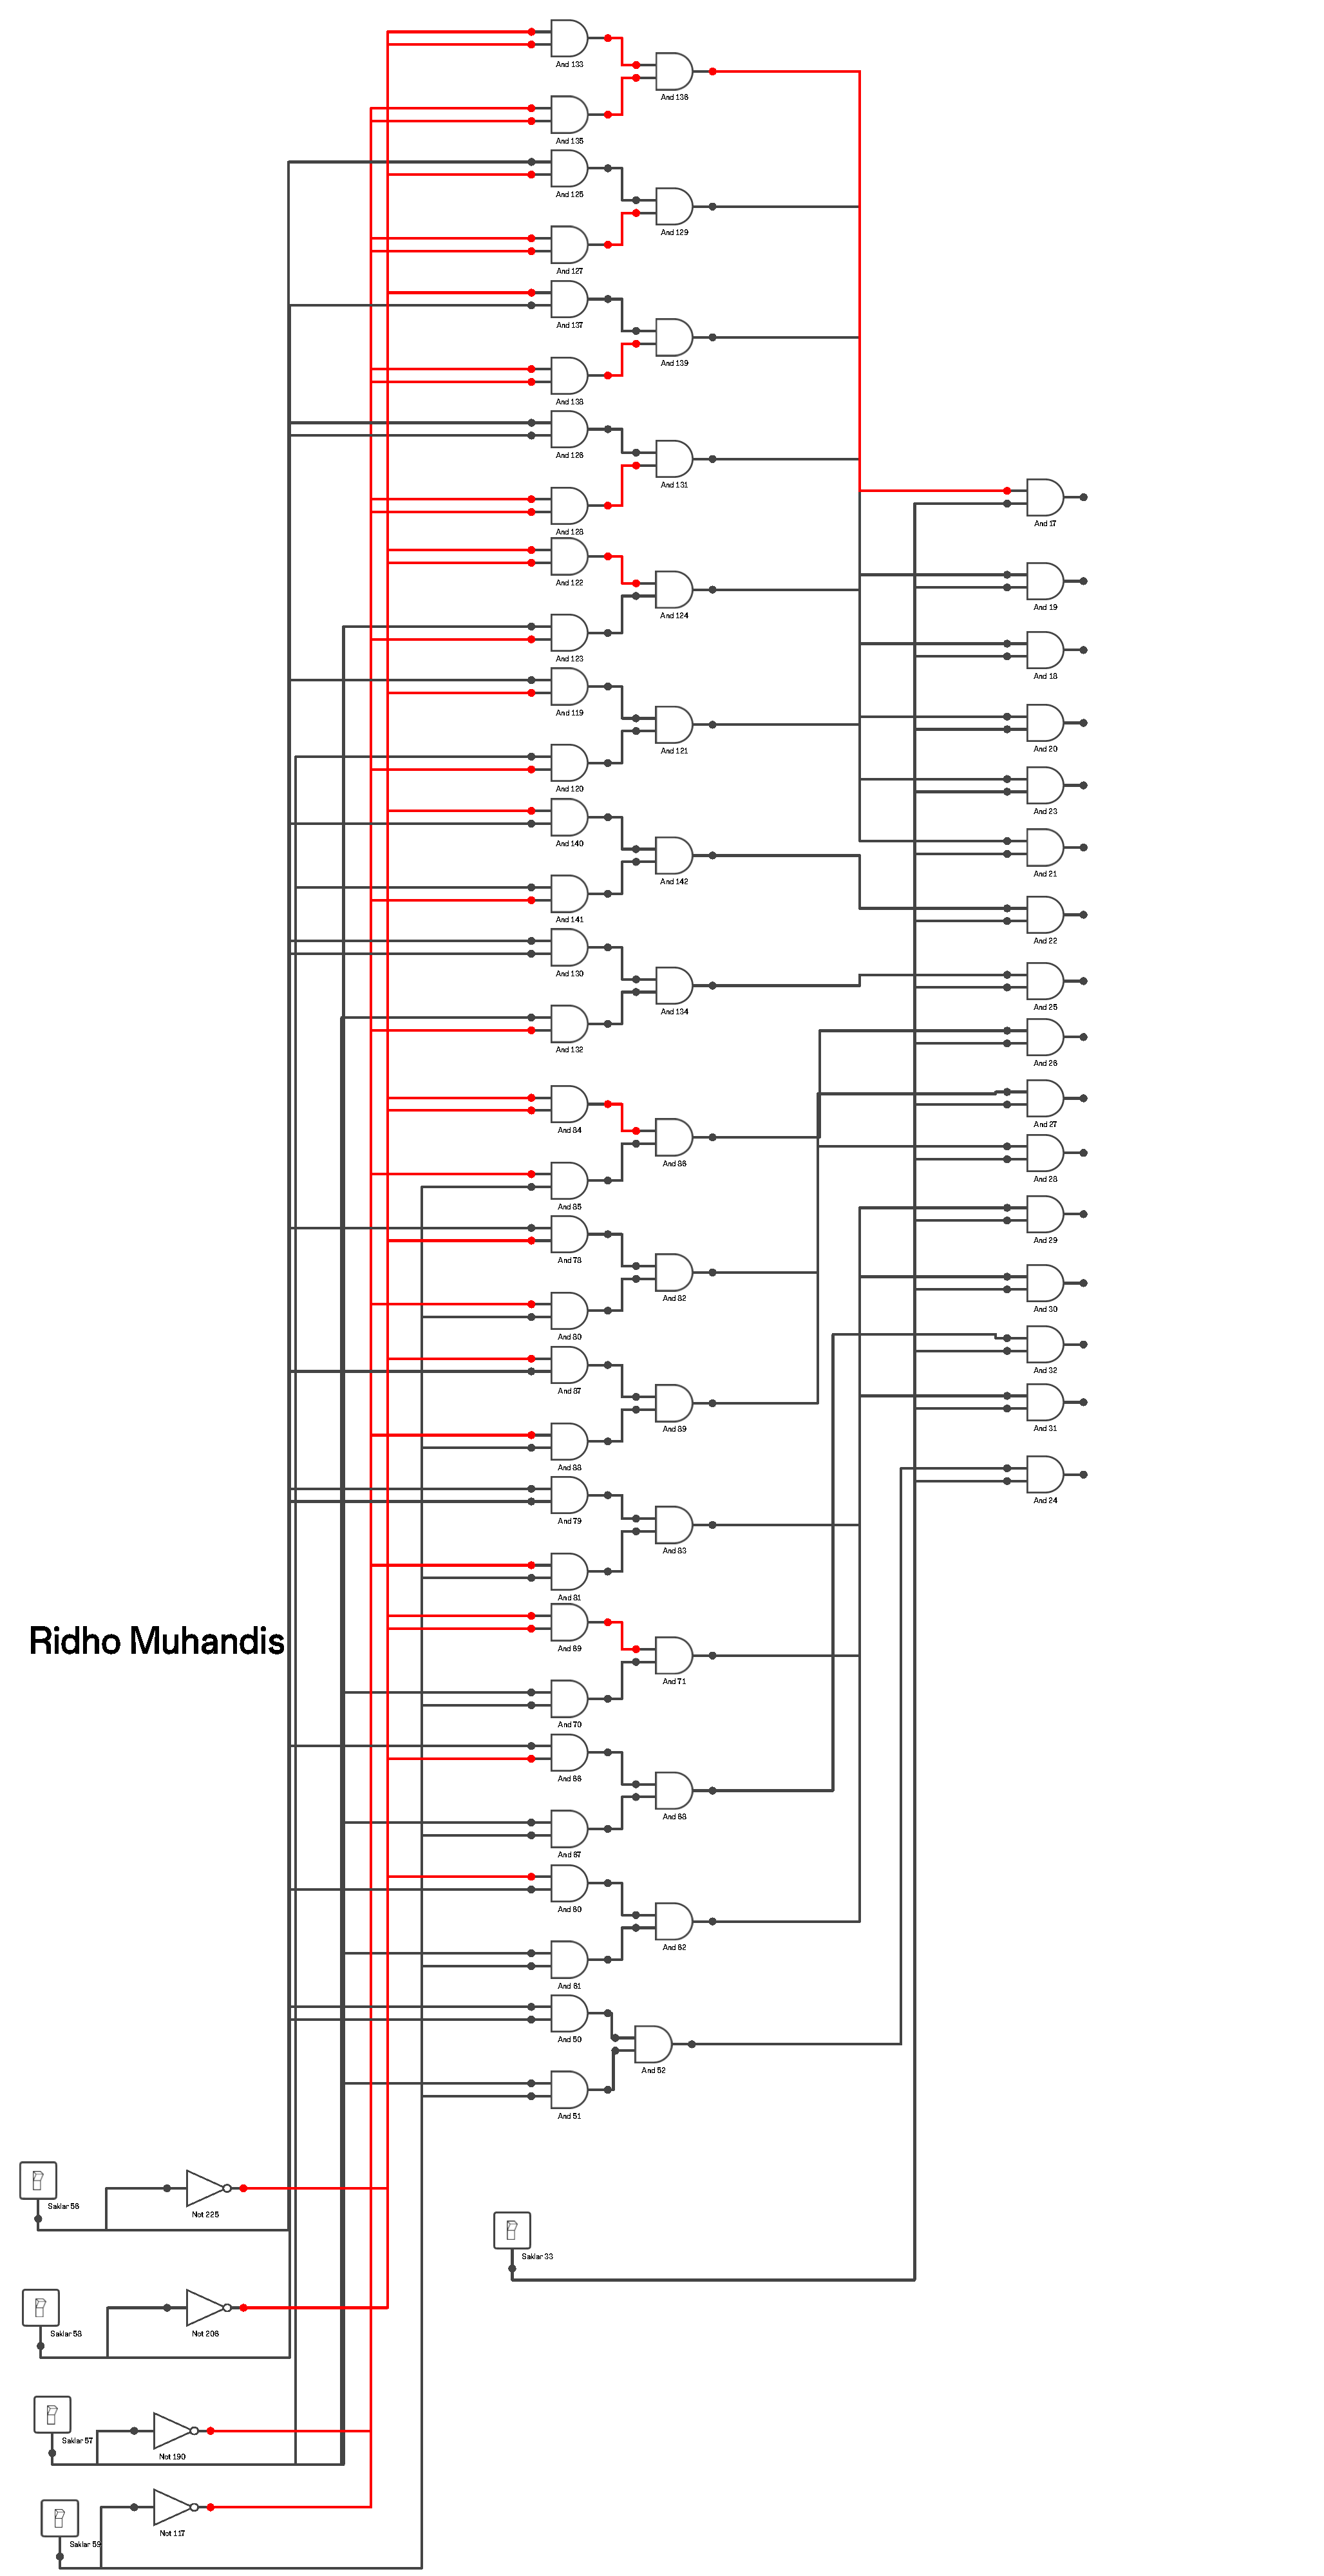 And 133
And 136
And 135
And 125
And 129
And 127
And 137
And 139
And 138
And 126
And 131
And 128
And 17
And 122
And 124
And 19
And 123
And 18
And 119
And 121
And 20
And 120
And 23
And 140
And 142
And 21
And 141
And 22
And 130
And 134
And 25
And 132
And 26
And 84
And 27
And 86
And 28
And 85
And 29
And 78
And 82
And 30
And 80
And 32
And 87
And 89
And 31
And 88
And 24
And 79
And 83
And 81
Ridho Muhandis
And 69
And 71
And 70
And 66
And 68
And 67
And 60
And 62
And 61
And 50
And 52
And 51
Saklar 56
Not 225
Saklar 33
Saklar 58
Not 206
Saklar 57
Not 190
Saklar 59
Not 117